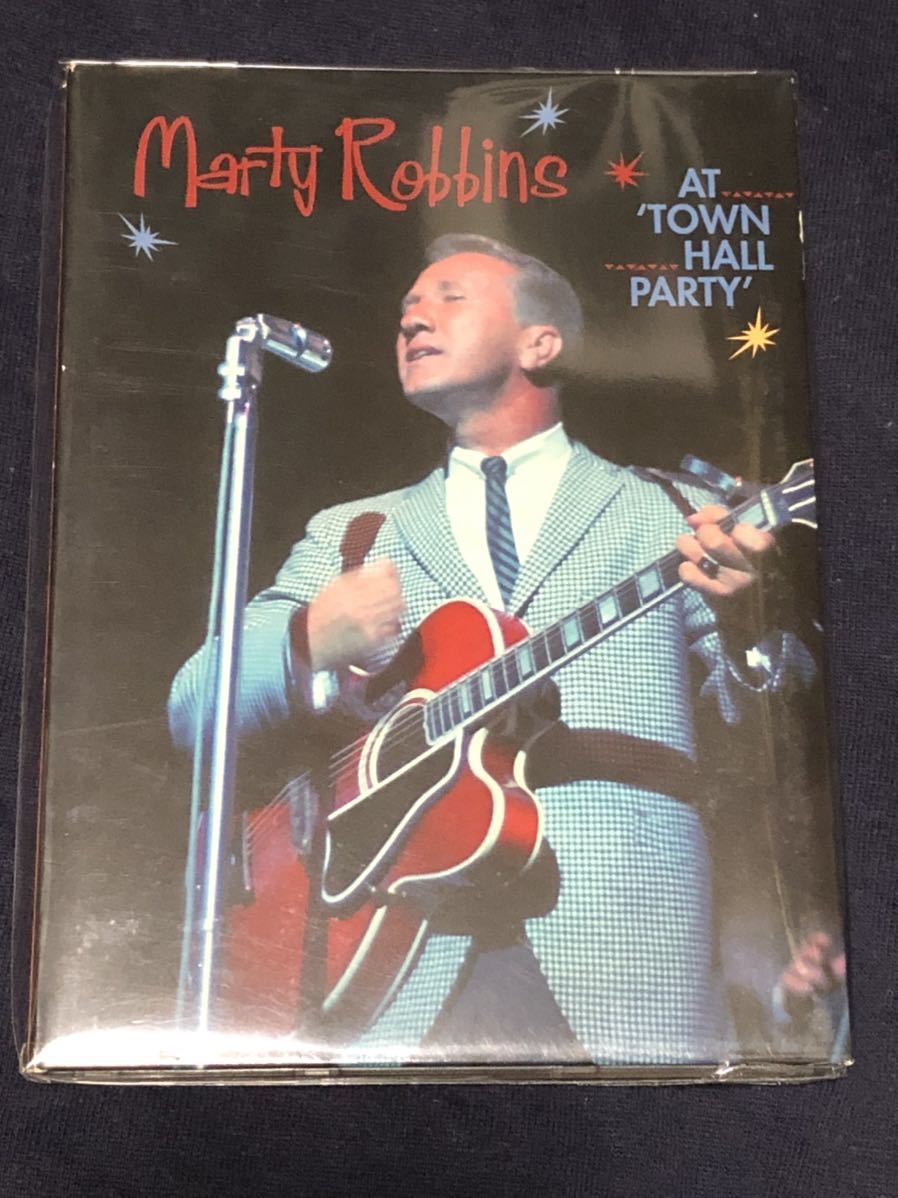 Marty Robbins
AT
'TOWN
HALL
PARTY'